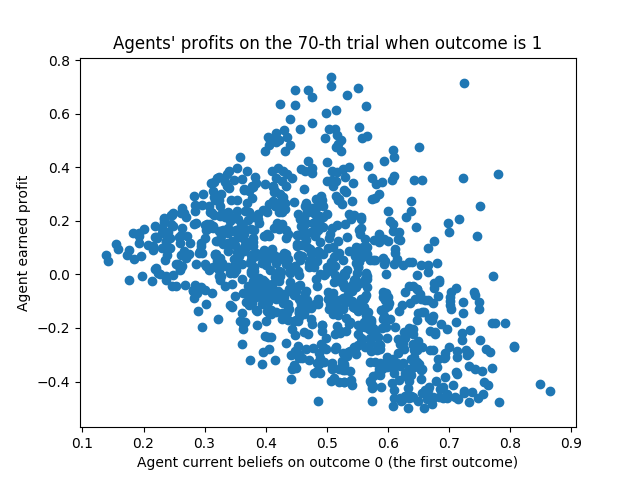 Agents' profits on the 70-th trial when outcome is 1
Agent earned profit
0.8
0.6
0.4
0.2
0.0
−0.2
−0.4
0.1 0.2 0.3 0.4 0.5 0.6 0.7 0.8 0.9
Agent current beliefs on outcome 0 (the first outcome)